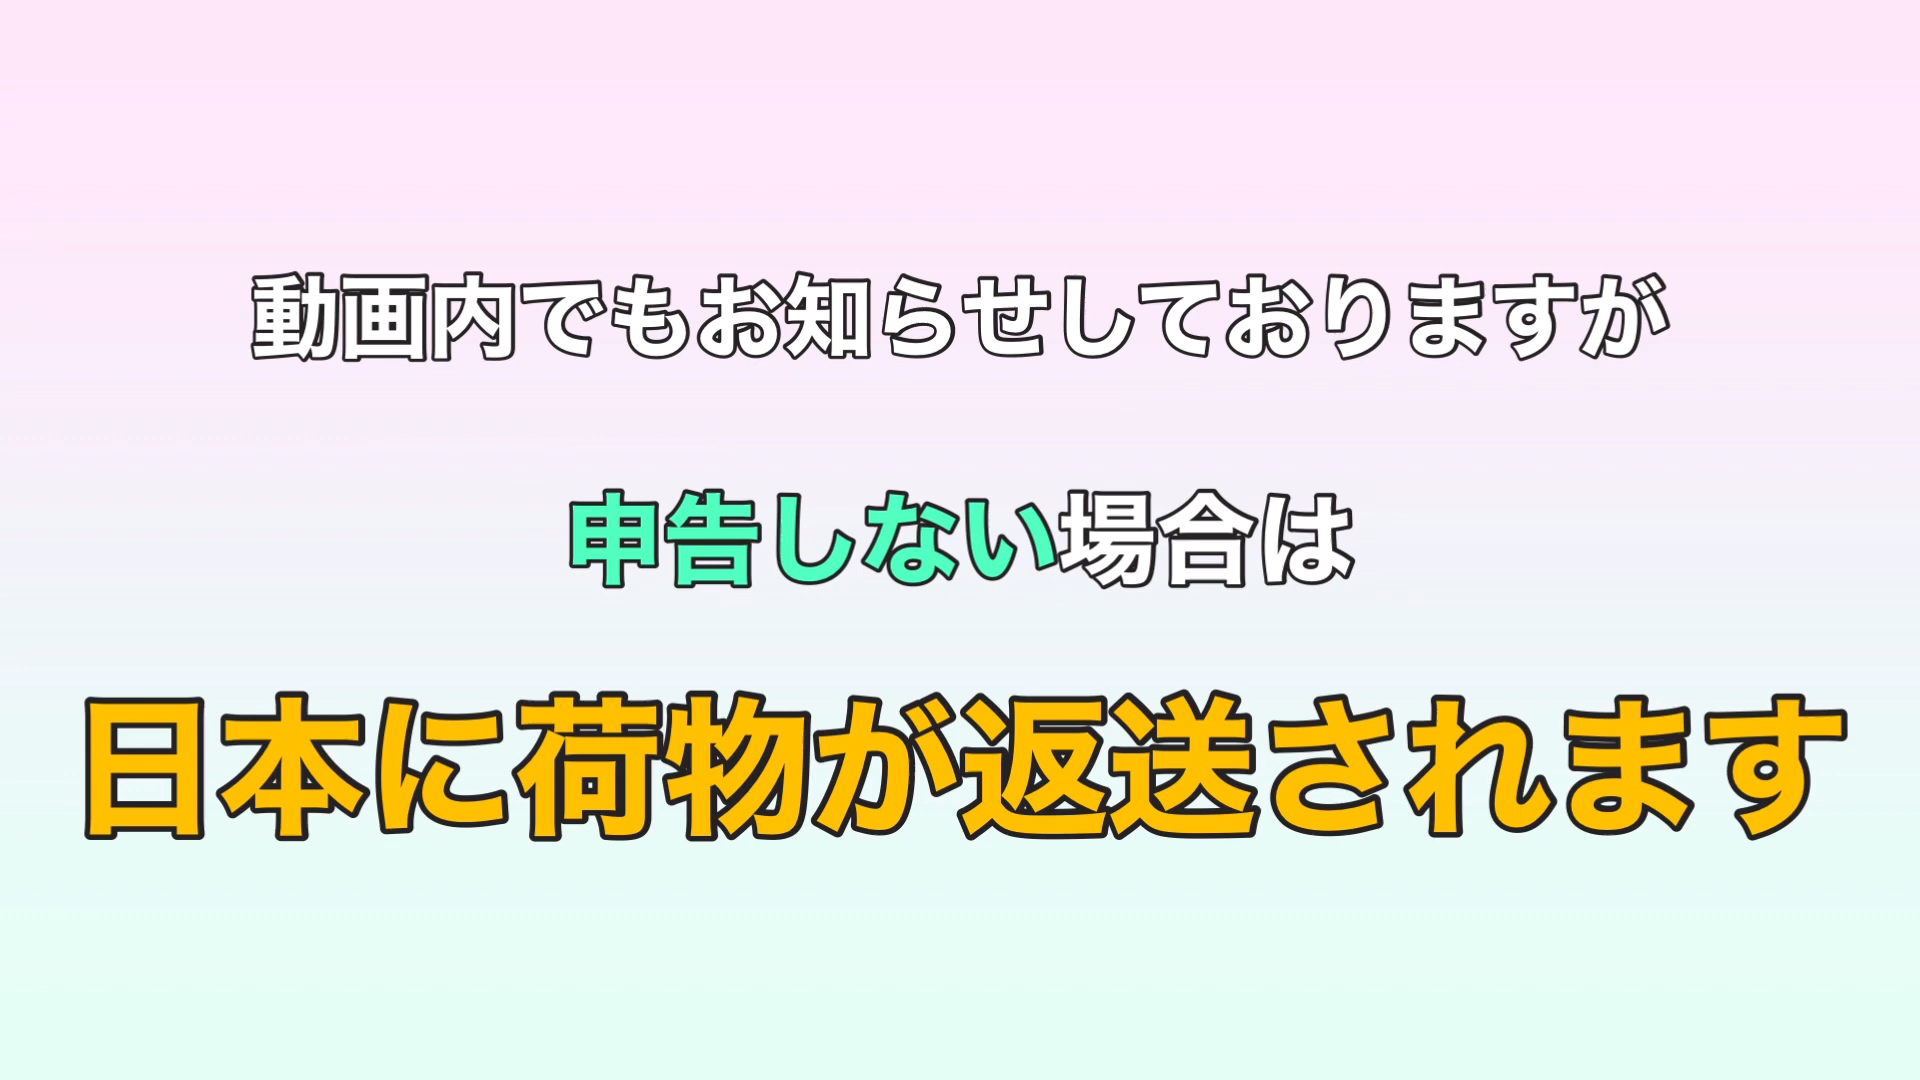 動画内でもお知らせしておりますが
申告しない場合は
日本に荷物が返送されます